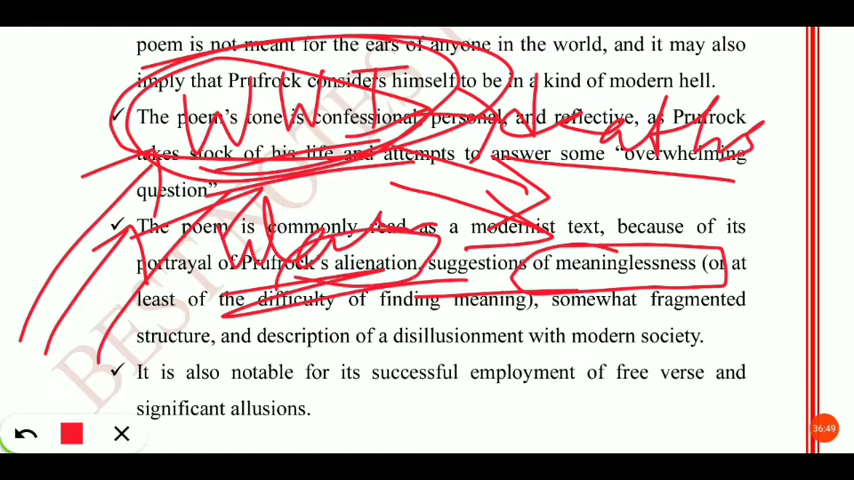 poem is not meant for the ears of anyone in the world, and it may also
imply that Prufrock considers himself to be in a kind of modern hell.
WWI deaths
✓ The poem's tone is confessional, personal, and reflective, as Prufrock
takes stock of his life and attempts to answer some "overwhelming
question"
✓ The poem is commonly read as a modernist text, because of its
portrayal of Prufrock's alienation, suggestions of meaninglessness (or at
least of the difficulty of finding meaning), somewhat fragmented
structure, and description of a disillusionment with modern society.
✓ It is also notable for its successful employment of free verse and
significant allusions.
BEST NOTES
36:49